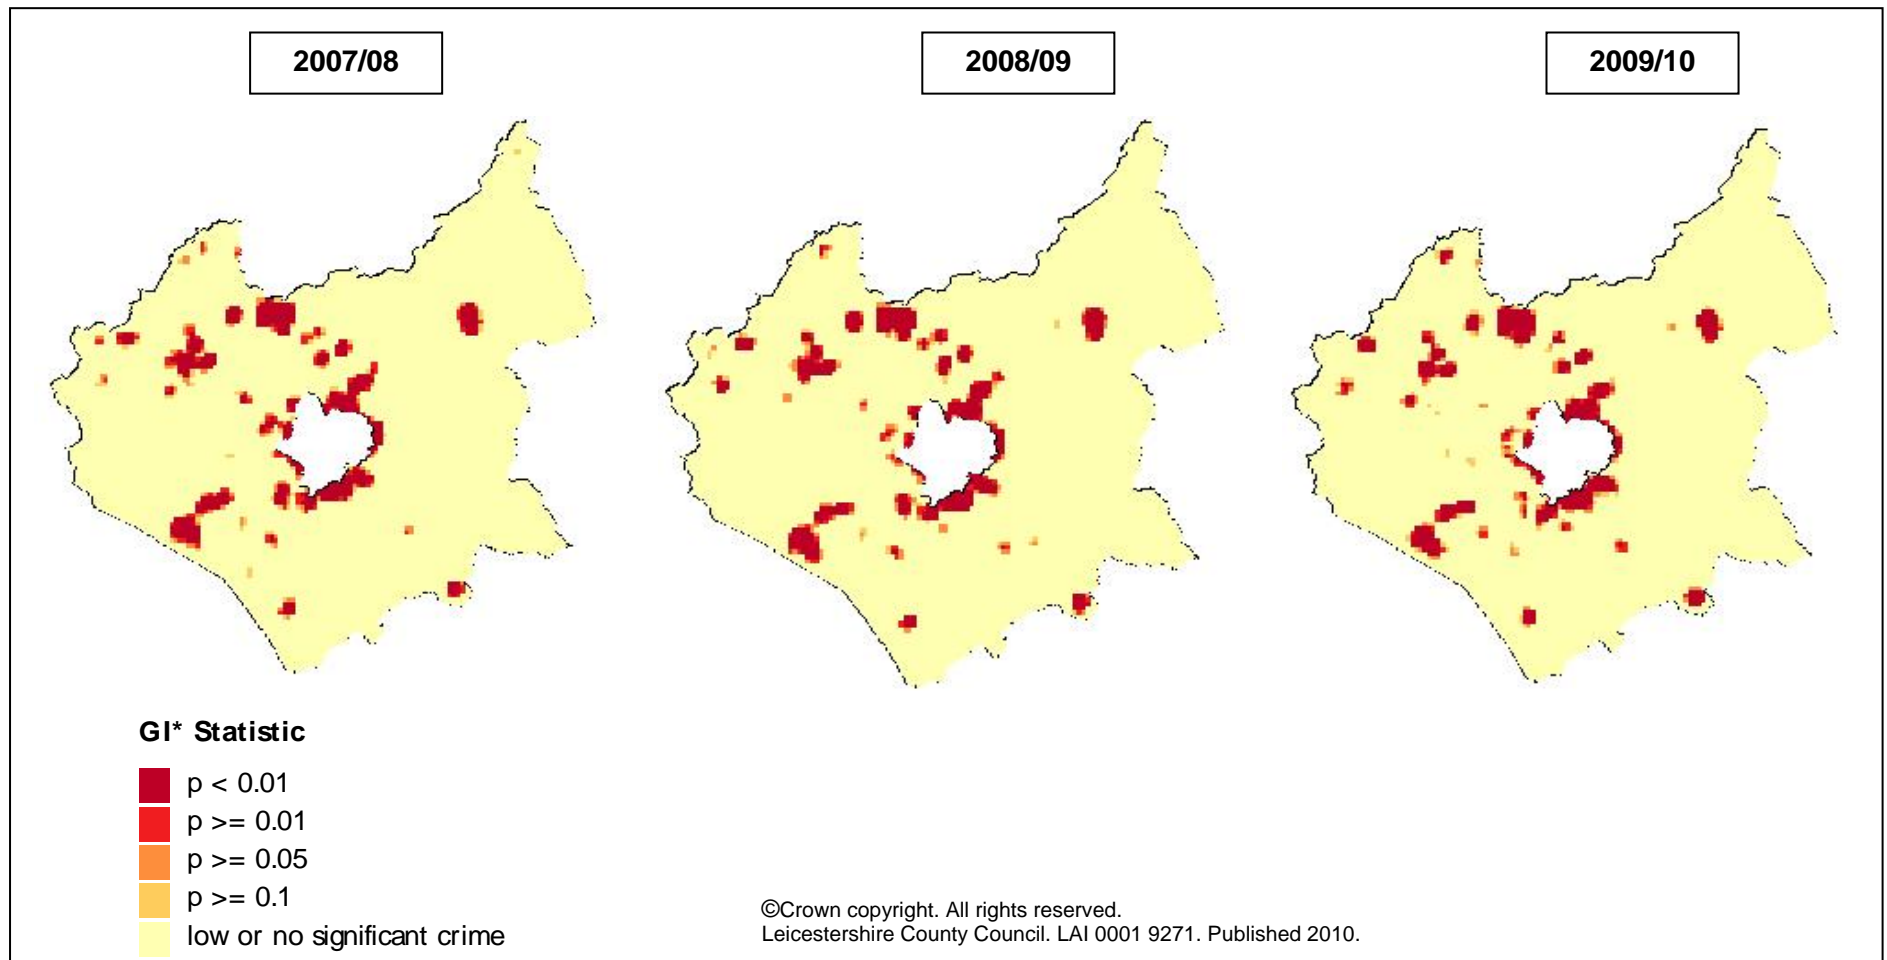 2007/08
2008/09
2009/10
GI* Statistic
p < 0.01
p >= 0.01
p >= 0.05
p >= 0.1
low or no significant crime
©Crown copyright. All rights reserved.
Leicestershire County Council. LAI 0001 9271. Published 2010.